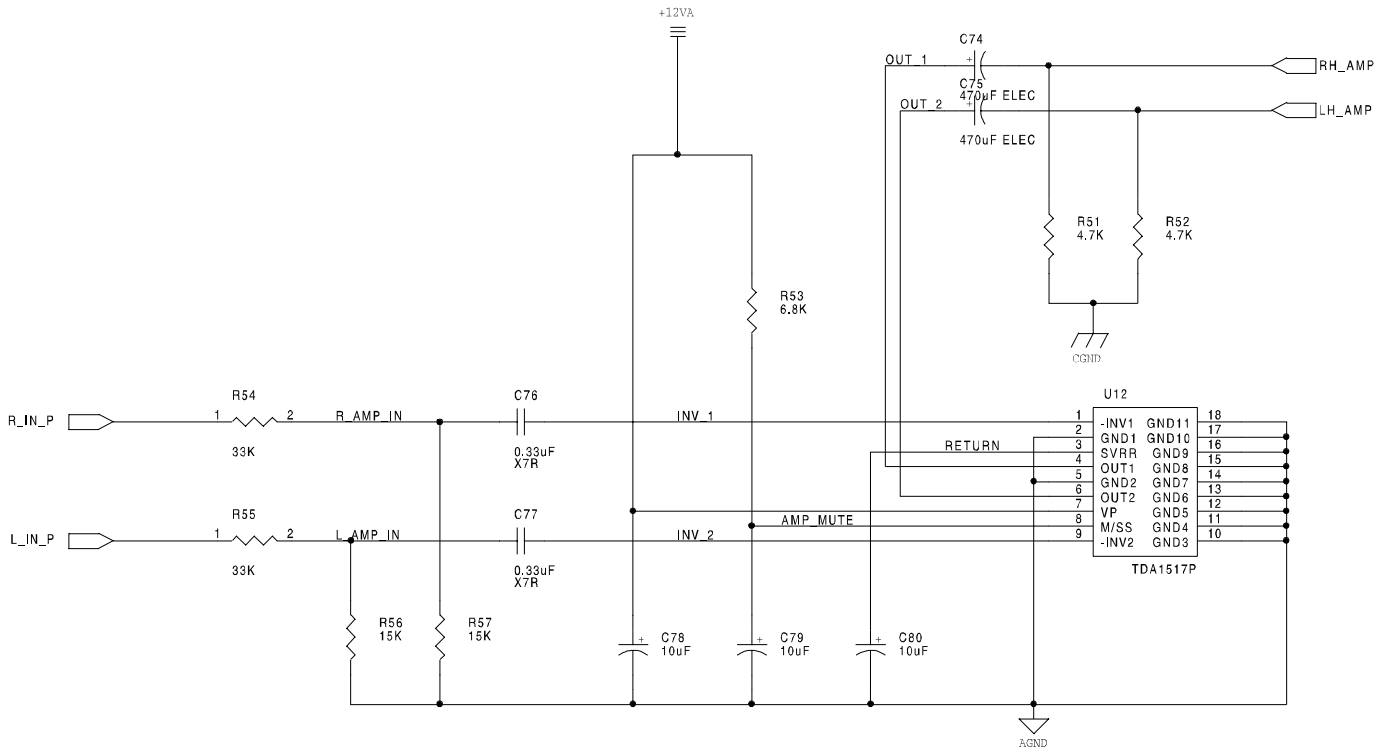 +12VA
C74
OUT_1
+
RH_AMP
C75
470uF ELEC
OUT_2
+
LH_AMP
470uF ELEC
R51
4.7K
R52
4.7K
R53
6.8K
CGND
R54
C76
U12
R_IN_P
1
2
R_AMP_IN
INV_1
33K
0.33uF
X7R
RETURN
1
-INV1
GND11
18
2
GND1
GND10
17
3
SVRR
GND9
16
4
OUT1
GND8
15
5
GND2
GND7
14
6
OUT2
GND6
13
7
VP
GND5
12
8
M/SS
GND4
11
9
-INV2
GND3
10
TDA1517P
R55
C77
AMP_MUTE
L_IN_P
1
2
L_AMP_IN
INV_2
33K
0.33uF
X7R
R56
15K
R57
15K
+
C78
10uF
+
C79
10uF
+
C80
10uF
AGND